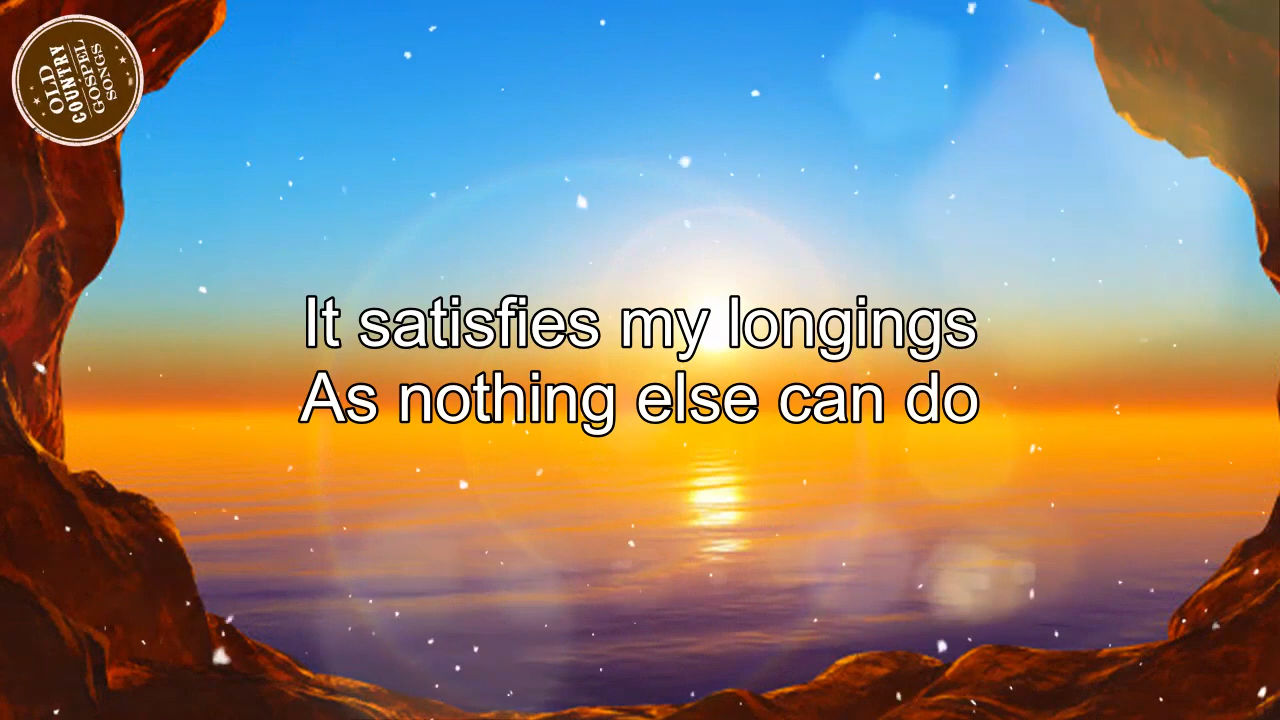 OLD
COUNTRY
GOSPEL
SONGS
It satisfies my longings
As nothing else can do